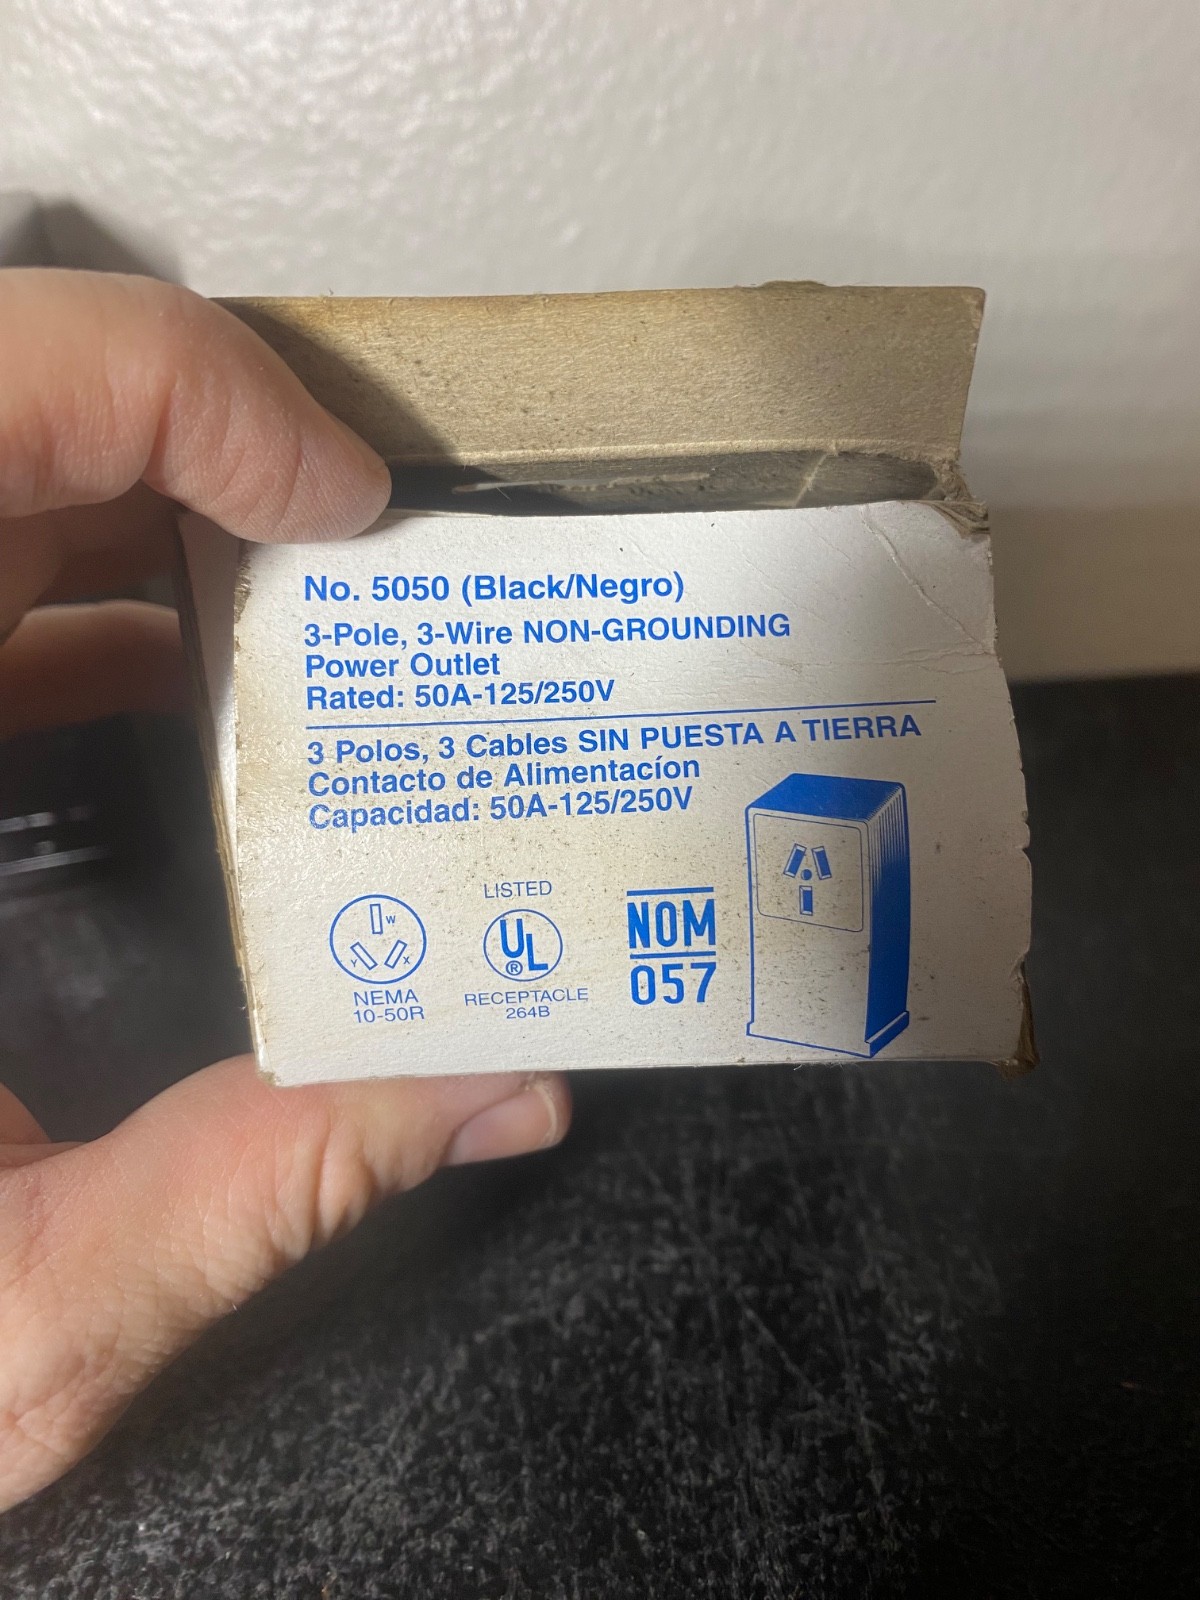 No. 5050 (Black/Negro)
3-Pole, 3-Wire NON-GROUNDING
Power Outlet
Rated: 50A-125/250V
3 Polos, 3 Cables SIN PUESTA A TIERRA
Contacto de Alimentacíon
Capacidad: 50A-125/250V
W
Y X
NEMA
10-50R
LISTED
UL
®
RECEPTACLE
264B
NOM
057